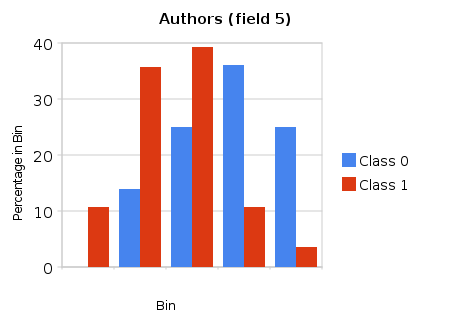 Authors (field 5)
40
30
20
10
0
Percentage in Bin
Bin
Class 0
Class 1